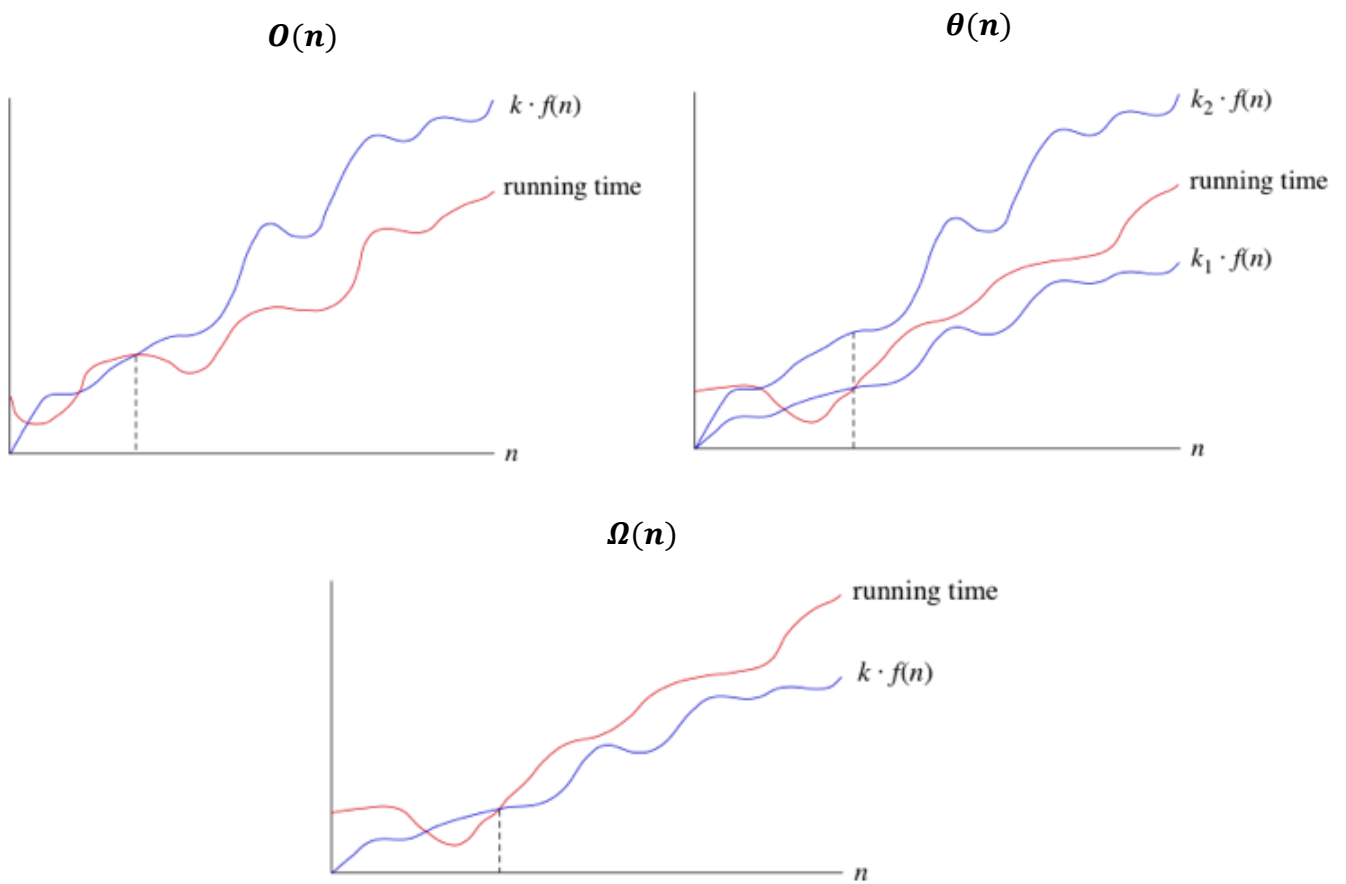 O(n)
k · f(n)
running time
n
θ(n)
k₂ · f(n)
running time
k₁ · f(n)
n
Ω(n)
running time
k · f(n)
n